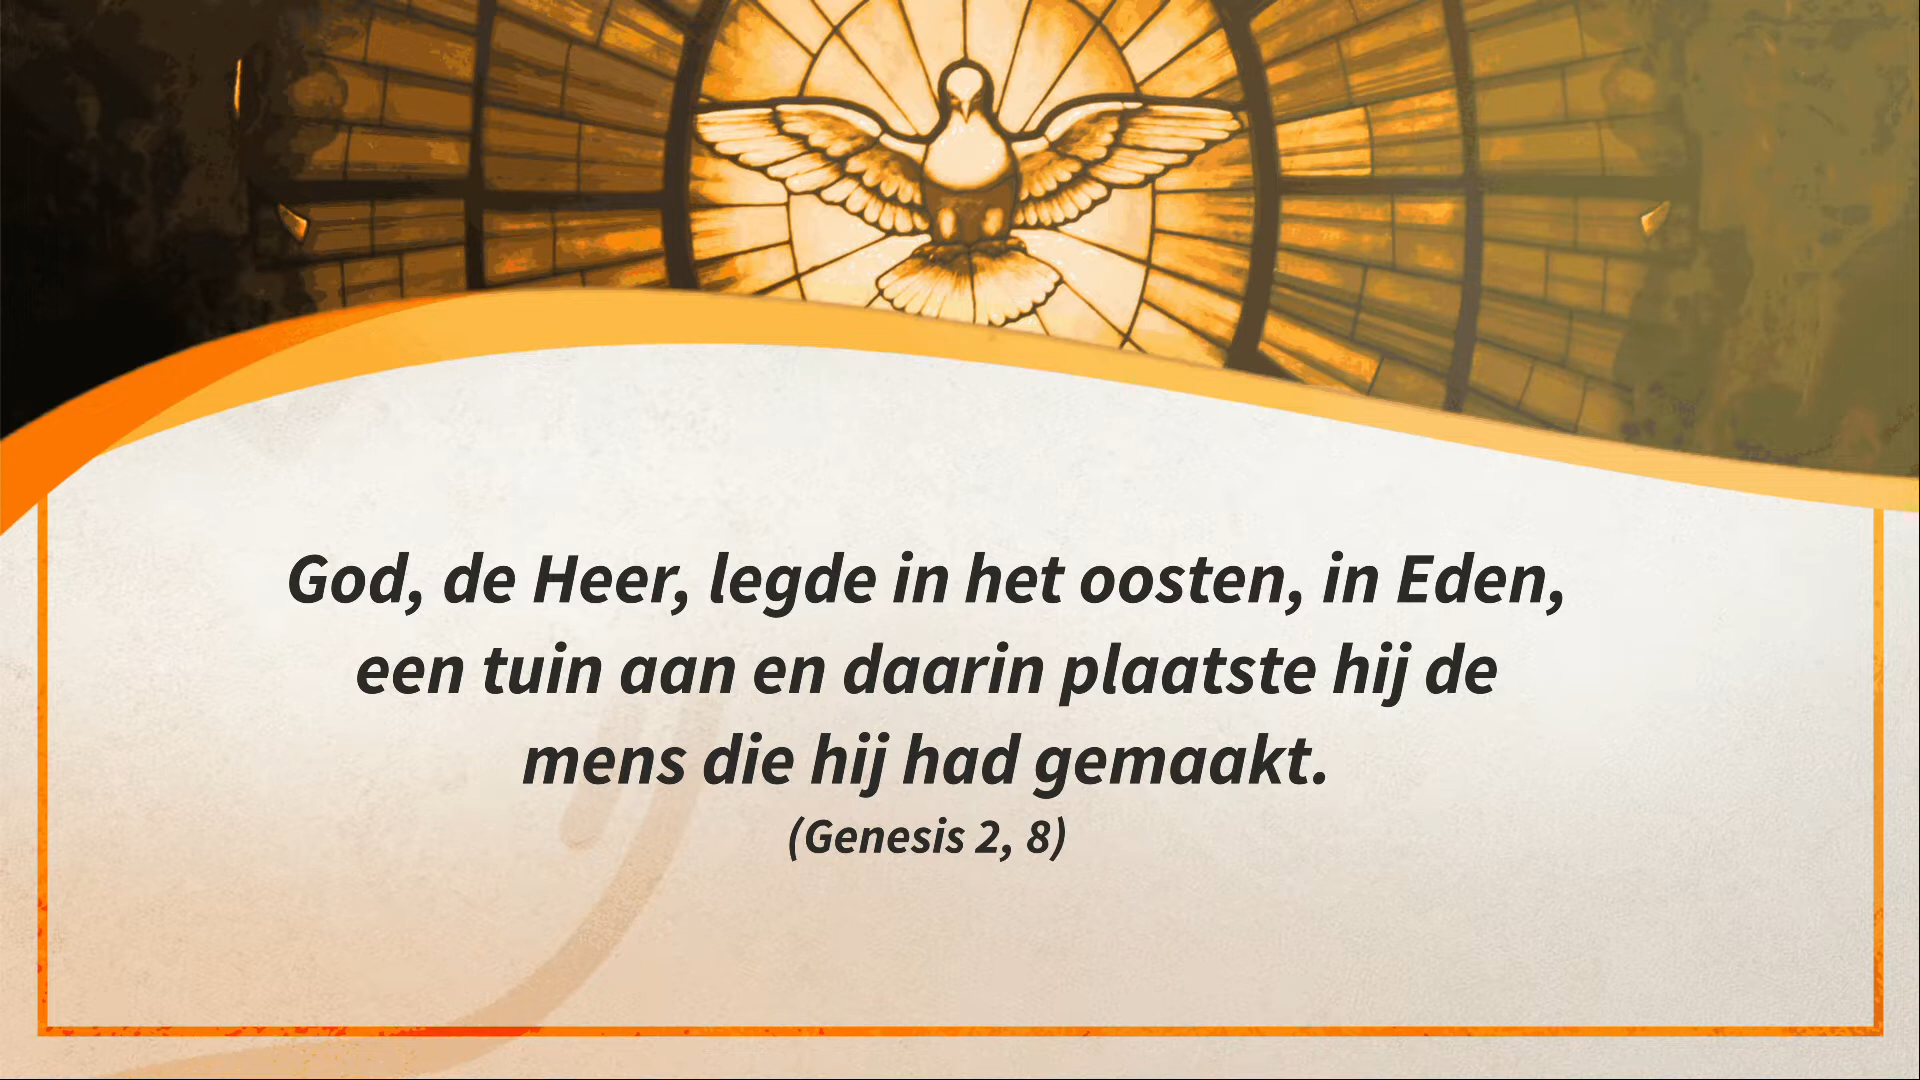 God, de Heer, legde in het oosten, in Eden,
een tuin aan en daarin plaatste hij de
mens die hij had gemaakt.
(Genesis 2, 8)